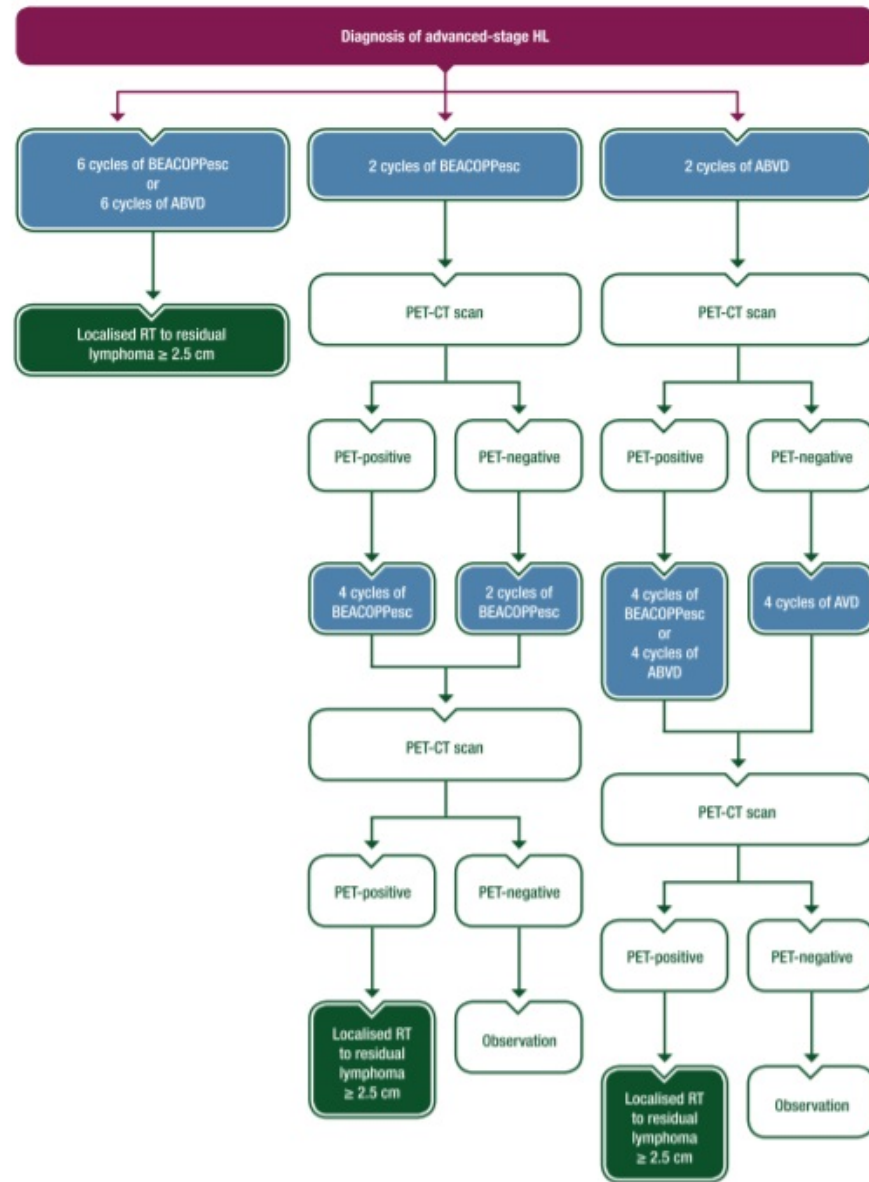 Diagnosis of advanced-stage HL
6 cycles of BEACOPPesc
or
6 cycles of ABVD
2 cycles of BEACOPPesc
2 cycles of ABVD
Localised RT to residual
lymphoma ≥ 2.5 cm
PET-CT scan
PET-CT scan
PET-positive
PET-negative
PET-positive
PET-negative
4 cycles of
BEACOPPesc
2 cycles of
BEACOPPesc
4 cycles of
BEACOPPesc
or
4 cycles of
ABVD
4 cycles of AVD
PET-CT scan
PET-CT scan
PET-positive
PET-negative
PET-positive
PET-negative
Localised RT
to residual
lymphoma
≥ 2.5 cm
Observation
Localised RT
to residual
lymphoma
≥ 2.5 cm
Observation